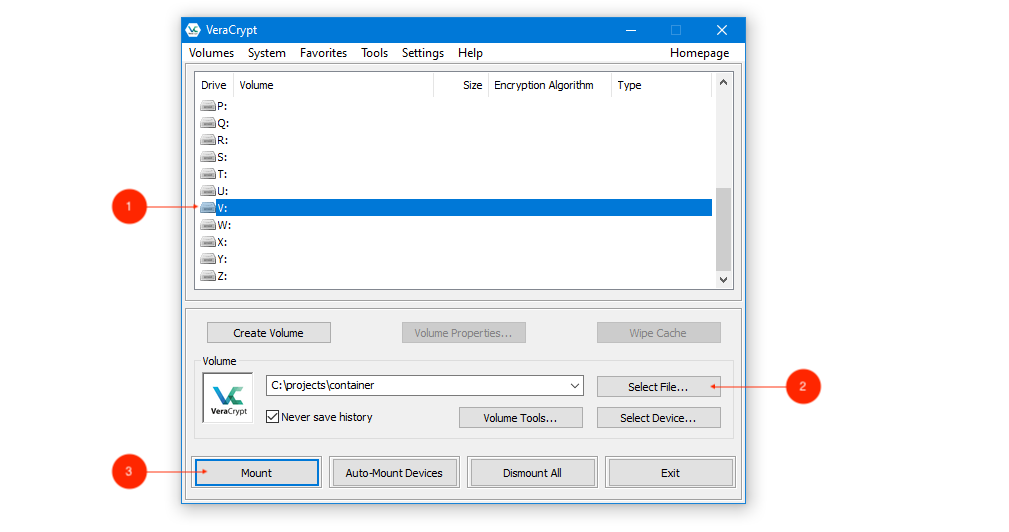 VeraCrypt
Volumes System Favorites Tools Settings Help Homepage
Drive Volume Size Encryption Algorithm Type
P:
Q:
R:
S:
T:
U:
1
V:
W:
X:
Y:
Z:
Create Volume Volume Properties... Wipe Cache
Volume
VeraCrypt
C:\projects\container
Select File...
2
Never save history
Volume Tools...
Select Device...
3
Mount Auto-Mount Devices Dismount All Exit